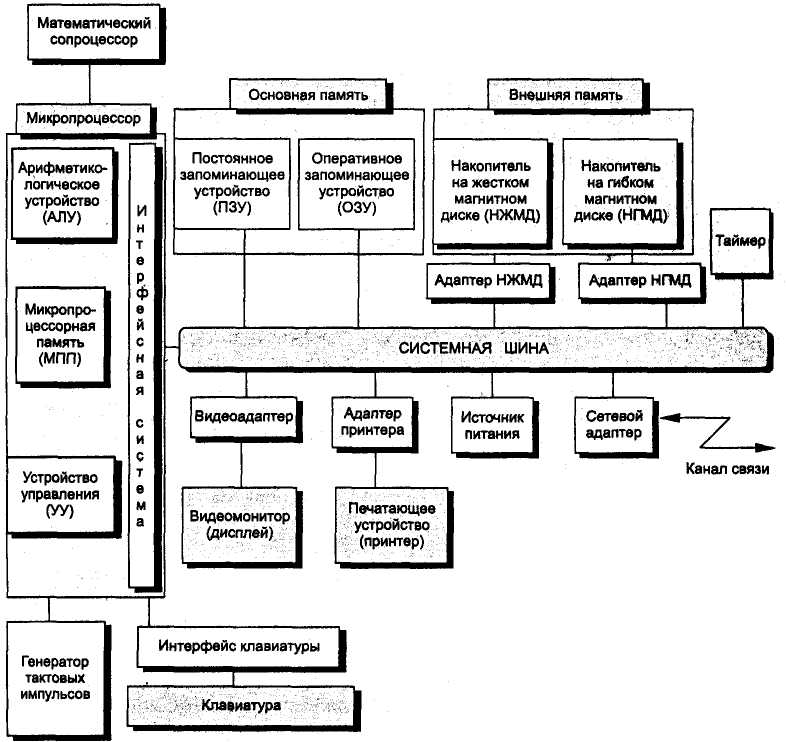 Математический
сопроцессор
Микропроцессор
Основная память
Внешняя память
Арифметико-
логическое
устройство
(АЛУ)
Интерфейсная система
Постоянное
запоминающее
устройство
(ПЗУ)
Оперативное
запоминающее
устройство
(ОЗУ)
Накопитель
на жестком
магнитном
диске (НЖМД)
Накопитель
на гибком
магнитном
диске (НГМД)
Таймер
Адаптер НЖМД
Адаптер НГМД
Микропро-
цессорная
память
(МПП)
СИСТЕМНАЯ ШИНА
Видеоадаптер
Адаптер
принтера
Источник
питания
Сетевой
адаптер
Канал связи
Устройство
управления
(УУ)
Видеомонитор
(дисплей)
Печатающее
устройство
(принтер)
Генератор
тактовых
импульсов
Интерфейс клавиатуры
Клавиатура